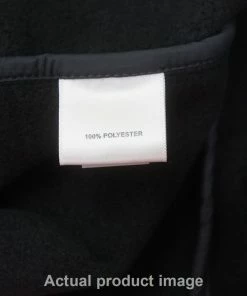 100% POLYESTER
Actual product image